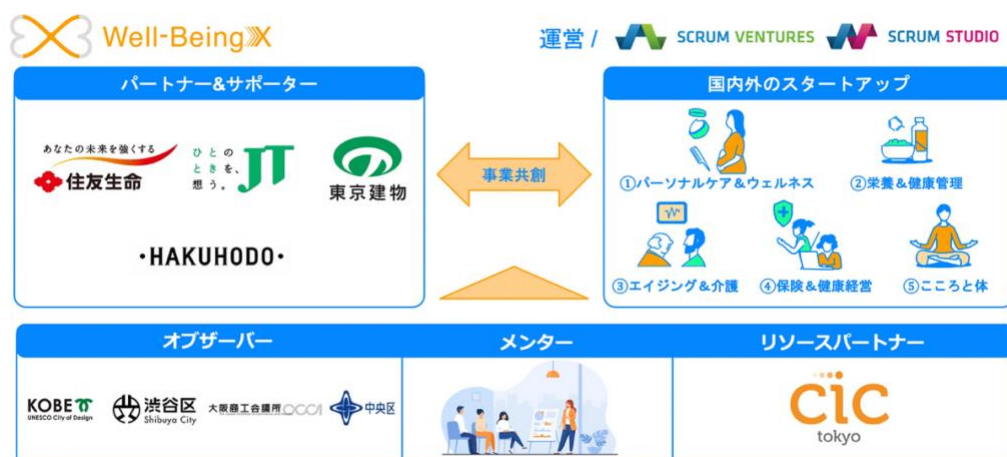 Well-BeingX
運営 / SCRUM VENTURES SCRUM STUDIO
パートナー&サポーター
あなたの未来を強くする
住友生命
ひとの
ときを、
想う。
JT
東京建物
・HAKUHODO・
事業共創
国内外のスタートアップ
①パーソナルケア&ウェルネス
②栄養&健康管理
③エイジング&介護
④保険&健康経営
⑤こころと体
オブザーバー
KOBE
UNESCO City of Design
渋谷区
Shibuya City
大阪商工会議所 OCCI
中央区
メンター
リソースパートナー
cic
tokyo